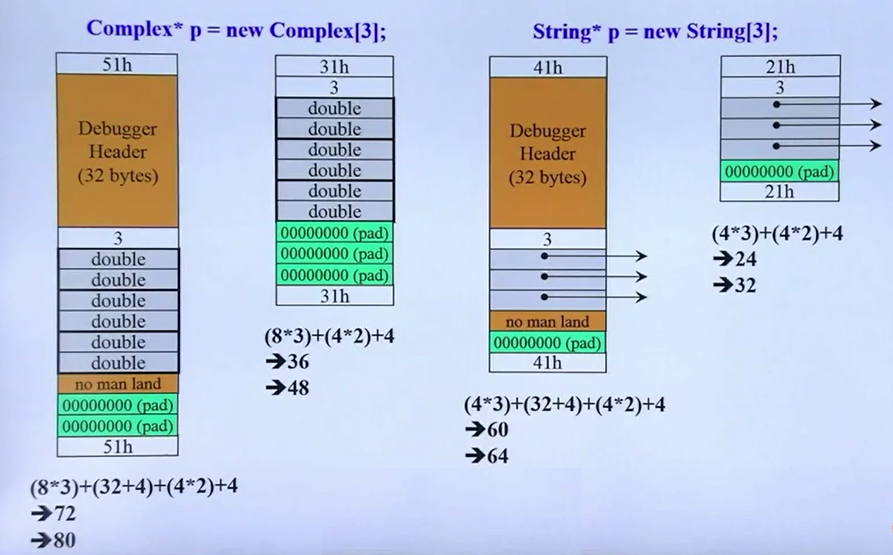 Complex* p = new Complex[3];
51h
Debugger
Header
(32 bytes)
3
double
double
double
double
double
double
no man land
00000000 (pad)
00000000 (pad)
51h
(8*3)+(32+4)+(4*2)+4
➔72
➔80
31h
3
double
double
double
double
double
double
00000000 (pad)
00000000 (pad)
00000000 (pad)
31h
(8*3)+(4*2)+4
➔36
➔48
String* p = new String[3];
41h
Debugger
Header
(32 bytes)
3
no man land
00000000 (pad)
41h
(4*3)+(32+4)+(4*2)+4
➔60
➔64
21h
3
00000000 (pad)
21h
(4*3)+(4*2)+4
➔24
➔32